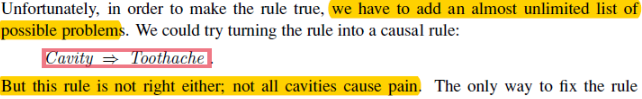 Unfortunately, in order to make the rule true, we have to add an almost unlimited list of
possible problems. We could try turning the rule into a causal rule:
Cavity ⇒ Toothache .
But this rule is not right either; not all cavities cause pain. The only way to fix the rule